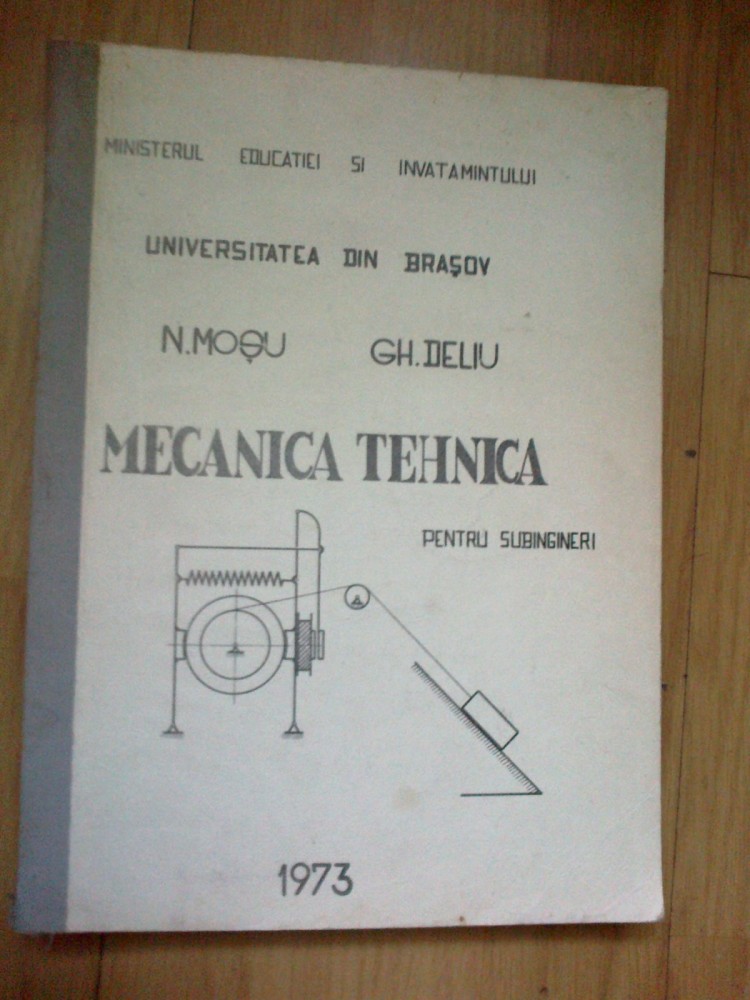 MINISTERUL EDUCATIEI SI INVATAMINTULUI
UNIVERSITATEA DIN BRAŞOV
N.MOŞU GH.DELIU
MECANICA TEHNICA
PENTRU SUBINGINERI
1973